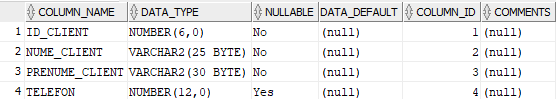 COLUMN_NAME DATA_TYPE NULLABLE DATA_DEFAULT COLUMN_ID COMMENTS
1 ID_CLIENT NUMBER(6,0) No (null) 1 (null)
2 NUME_CLIENT VARCHAR2(25 BYTE) No (null) 2 (null)
3 PRENUME_CLIENT VARCHAR2(30 BYTE) No (null) 3 (null)
4 TELEFON NUMBER(12,0) Yes (null) 4 (null)